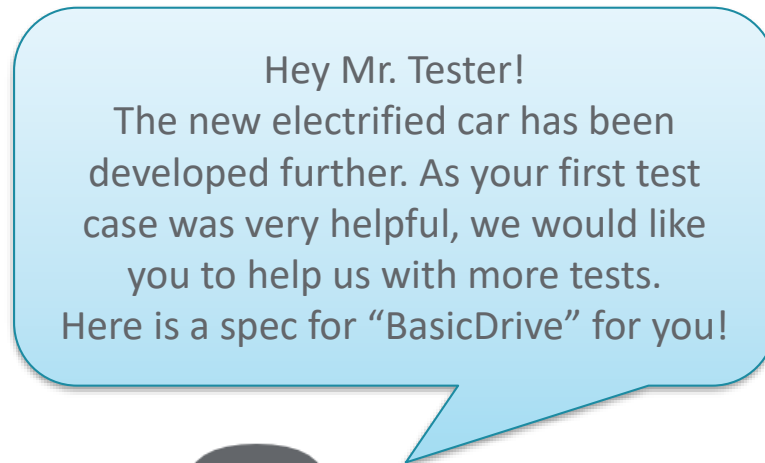 Hey Mr. Tester!
The new electrified car has been
developed further. As your first test
case was very helpful, we would like
you to help us with more tests.
Here is a spec for “BasicDrive” for you!